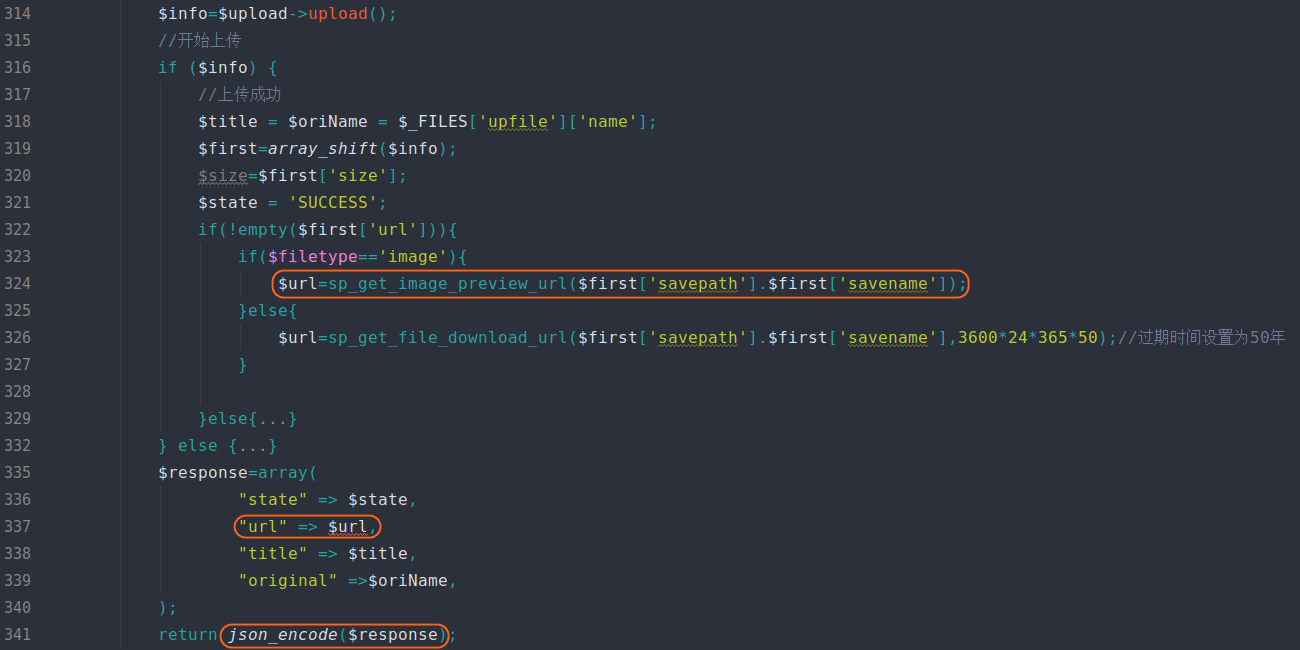 314 $info=$upload->upload();
315 //开始上传
316 if ($info) {
317 //上传成功
318 $title = $oriName = $_FILES['upfile']['name'];
319 $first=array_shift($info);
320 $size=$first['size'];
321 $state = 'SUCCESS';
322 if(!empty($first['url'])){
323 if($filetype=='image'){
324 $url=sp_get_image_preview_url($first['savepath'].$first['savename']);
325 }else{
326 $url=sp_get_file_download_url($first['savepath'].$first['savename'],3600*24*365*50);//过期时间设置为50年
327 }
328
329 }else{...}
332 } else {...}
335 $response=array(
336 "state" => $state,
337 "url" => $url,
338 "title" => $title,
339 "original" =>$oriName,
340 );
341 return json_encode($response);